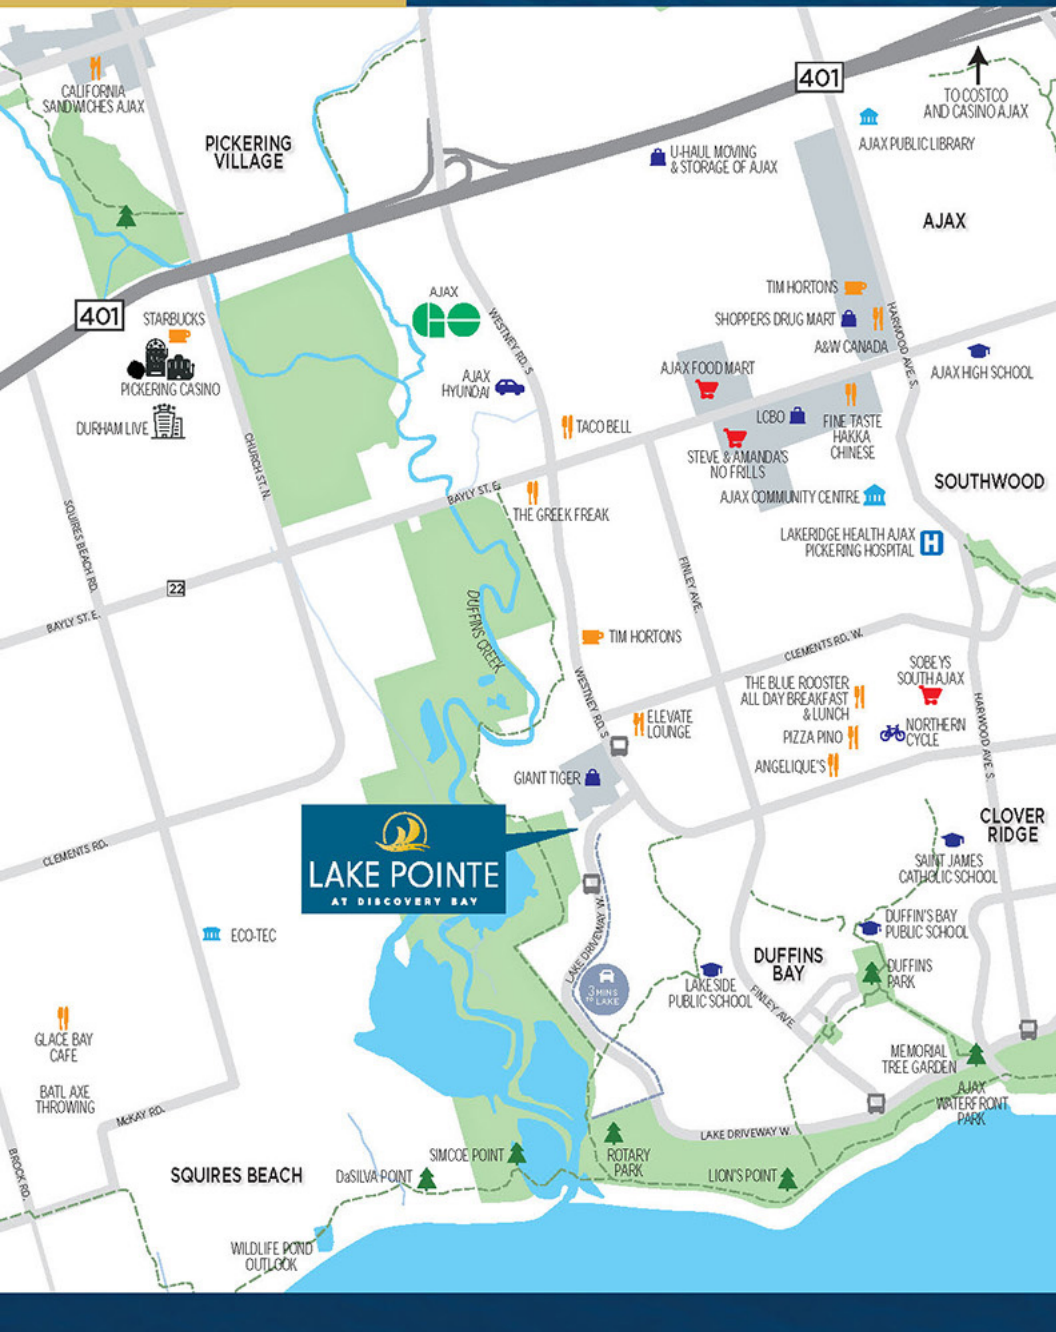 CALIFORNIA
SANDWICHES AJAX
PICKERING
VILLAGE
401
TO COSTCO
AND CASINO AJAX
AJAX PUBLIC LIBRARY
U-HAUL MOVING
& STORAGE OF AJAX
AJAX
401
STARBUCKS
PICKERING CASINO
DURHAM LIVE
AJAX
GO
WESTNEY RD. S
AJAX
HYUNDAI
TACO BELL
TIM HORTONS
SHOPPERS DRUG MART
A&W CANADA
HARWOOD AVE. S.
AJAX HIGH SCHOOL
AJAX FOOD MART
LCBO
FINE TASTE
HAKKA
CHINESE
STEVE & AMANDA'S
NO FRILLS
AJAX COMMUNITY CENTRE
SOUTHWOOD
LAKERIDGE HEALTH AJAX
PICKERING HOSPITAL
H
CHURCH ST. N.
SQUIRES BEACH RD.
BAYLY ST. E.
THE GREEK FREAK
22
BAYLY ST. E.
DUFFINS CREEK
FINLEY AVE.
TIM HORTONS
CLEMENTS RD. W.
WESTNEY RD. S
ELEVATE
LOUNGE
THE BLUE ROOSTER
ALL DAY BREAKFAST
& LUNCH
SOBEYS
SOUTH AJAX
PIZZA PINO
NORTHERN
CYCLE
ANGELIQUE'S
HARWOOD AVE. S.
GIANT TIGER
LAKE POINTE
AT DISCOVERY BAY
CLEMENTS RD.
CLOVER
RIDGE
SAINT JAMES
CATHOLIC SCHOOL
DUFFIN'S BAY
PUBLIC SCHOOL
ECO-TEC
LAKE DRIVEWAY W.
3 MINS
TO LAKE
LAKESIDE
PUBLIC SCHOOL
DUFFINS
BAY
DUFFINS
PARK
FINLEY AVE
GLACE BAY
CAFE
BATL AXE
THROWING
McKAY RD.
MEMORIAL
TREE GARDEN
AJAX
WATERFRONT
PARK
BROCK RD.
SQUIRES BEACH
DaSILVA POINT
SIMCOE POINT
ROTARY
PARK
LAKE DRIVEWAY W.
LION'S POINT
WILDLIFE POND
OUTLOOK